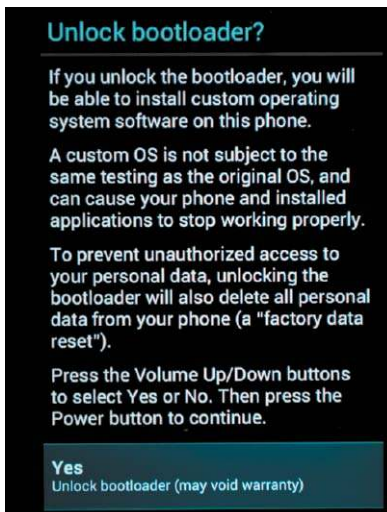 Unlock bootloader?
If you unlock the bootloader, you will
be able to install custom operating
system software on this phone.
A custom OS is not subject to the
same testing as the original OS, and
can cause your phone and installed
applications to stop working properly.
To prevent unauthorized access to
your personal data, unlocking the
bootloader will also delete all personal
data from your phone (a "factory data
reset").
Press the Volume Up/Down buttons
to select Yes or No. Then press the
Power button to continue.
Yes
Unlock bootloader (may void warranty)